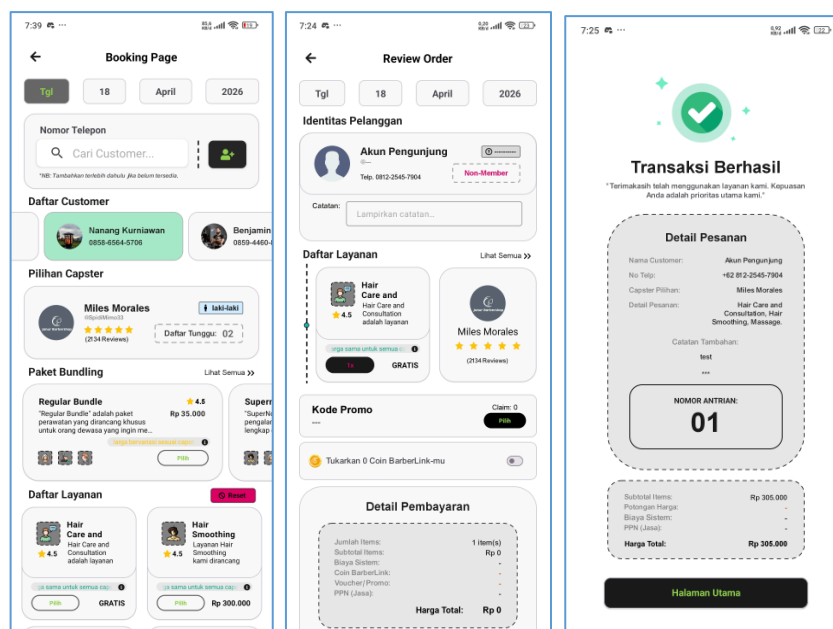 7:39
Booking Page
Tgl
18
April
2026
Nomor Telepon
Cari Customer...
*NB: Tambahkan terlebih dahulu jika belum tersedia.
Daftar Customer
Nanang Kurniawan
0858-6564-5706
Benjamin
0859-4460-
Pilihan Capster
Miles Morales
laki-laki
(2134 Reviews)
Daftar Tunggu: 02
Paket Bundling
Lihat Semua
Regular Bundle
4.5
"Regular Bundle" adalah paket
perawatan yang dirancang khusus
untuk orang dewasa yang ingin me...
Rp 35.000
Pilih
Daftar Layanan
Reset
Hair
Care and
Hair Care and
Consultation
adalah layanan
4.5
sama untuk semua
Pilih
GRATIS
Hair
Smoothing
Layanan Hair
Smoothing
kami dirancang
4.5
sama untuk semua
Pilih
Rp 300.000
7:24
Review Order
Tgl
18
April
2026
Identitas Pelanggan
Akun Pengunjung
Telp. 0812-2545-7904
Non-Member
Catatan:
Lampirkan catatan...
Daftar Layanan
Lihat Semua
Hair
Care and
Hair Care and
Consultation
adalah layanan
4.5
sama untuk semua
1x
GRATIS
Miles Morales
(2134 Reviews)
Kode Promo
---
Claim: 0
Pilih
Tukarkan 0 Coin BarberLink-mu
Detail Pembayaran
Jumlah Items: 1 item(s)
Subtotal Items: Rp 0
Biaya Sistem: -
Coin BarberLink: -
Voucher/Promo: -
PPN (Jasa): -
Harga Total: Rp 0
7:25
Transaksi Berhasil
"Terimakasih telah menggunakan layanan kami. Kepuasan
Anda adalah prioritas utama kami."
Detail Pesanan
Nama Customer: Akun Pengunjung
No Telp: +62 812-2545-7904
Capster Pilihan: Miles Morales
Detail Pesanan: Hair Care and
Consultation, Hair
Smoothing, Massage.
Catatan Tambahan:
test
---
NOMOR ANTRIAN:
01
Subtotal Items: Rp 305.000
Potongan Harga: -
Biaya Sistem: -
PPN (Jasa): -
Harga Total: Rp 305.000
Halaman Utama